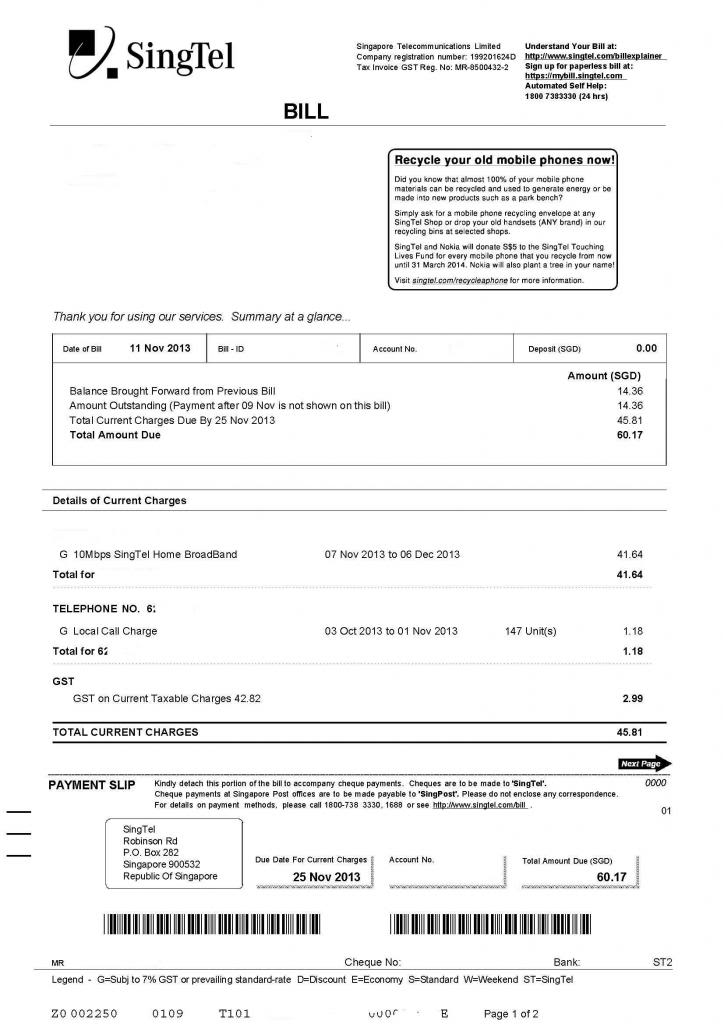 SingTel
Singapore Telecommunications Limited
Company registration number: 199201624D
Tax Invoice GST Reg. No: MR-8500432-2
Understand Your Bill at:
http://www.singtel.com/billexplainer
Sign up for paperless bill at:
https://mybill.singtel.com
Automated Self Help:
1800 7383330 (24 hrs)
BILL
Recycle your old mobile phones now!
Did you know that almost 100% of your mobile phone
materials can be recycled and used to generate energy or be
made into new products such as a park bench?
Simply ask for a mobile phone recycling envelope at any
SingTel Shop or drop your old handsets (ANY brand) in our
recycling bins at selected shops.
SingTel and Nokia will donate S$5 to the SingTel Touching
Lives Fund for every mobile phone that you recycle from now
until 31 March 2014. Nokia will also plant a tree in your name!
Visit singtel.com/recycleaphone for more information.
Thank you for using our services. Summary at a glance...
Date of Bill 11 Nov 2013 Bill - ID Account No. Deposit (SGD) 0.00
Amount (SGD)
Balance Brought Forward from Previous Bill 14.36
Amount Outstanding (Payment after 09 Nov is not shown on this bill) 14.36
Total Current Charges Due By 25 Nov 2013 45.81
Total Amount Due 60.17
Details of Current Charges
G 10Mbps SingTel Home BroadBand 07 Nov 2013 to 06 Dec 2013 41.64
Total for 41.64
TELEPHONE NO. 6
G Local Call Charge 03 Oct 2013 to 01 Nov 2013 147 Unit(s) 1.18
Total for 62 1.18
GST
GST on Current Taxable Charges 42.82 2.99
TOTAL CURRENT CHARGES 45.81
Next Page
PAYMENT SLIP
Kindly detach this portion of the bill to accompany cheque payments. Cheques are to be made to 'SingTel'.
Cheque payments at Singapore Post offices are to be made payable to 'SingPost'. Please do not enclose any correspondence.
For details on payment methods, please call 1800-738 3330, 1688 or see http://www.singtel.com/bill .
0000
01
SingTel
Robinson Rd
P.O. Box 282
Singapore 900532
Republic Of Singapore
Due Date For Current Charges
25 Nov 2013
Account No.
Total Amount Due (SGD)
60.17
MR Cheque No: Bank: ST2
Legend - G=Subj to 7% GST or prevailing standard-rate D=Discount E=Economy S=Standard W=Weekend ST=SingTel
Z0 002250 0109 T101 E Page 1 of 2